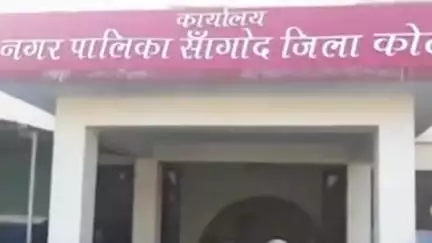 कार्यालय
नगर पालिका साँगोद जिला